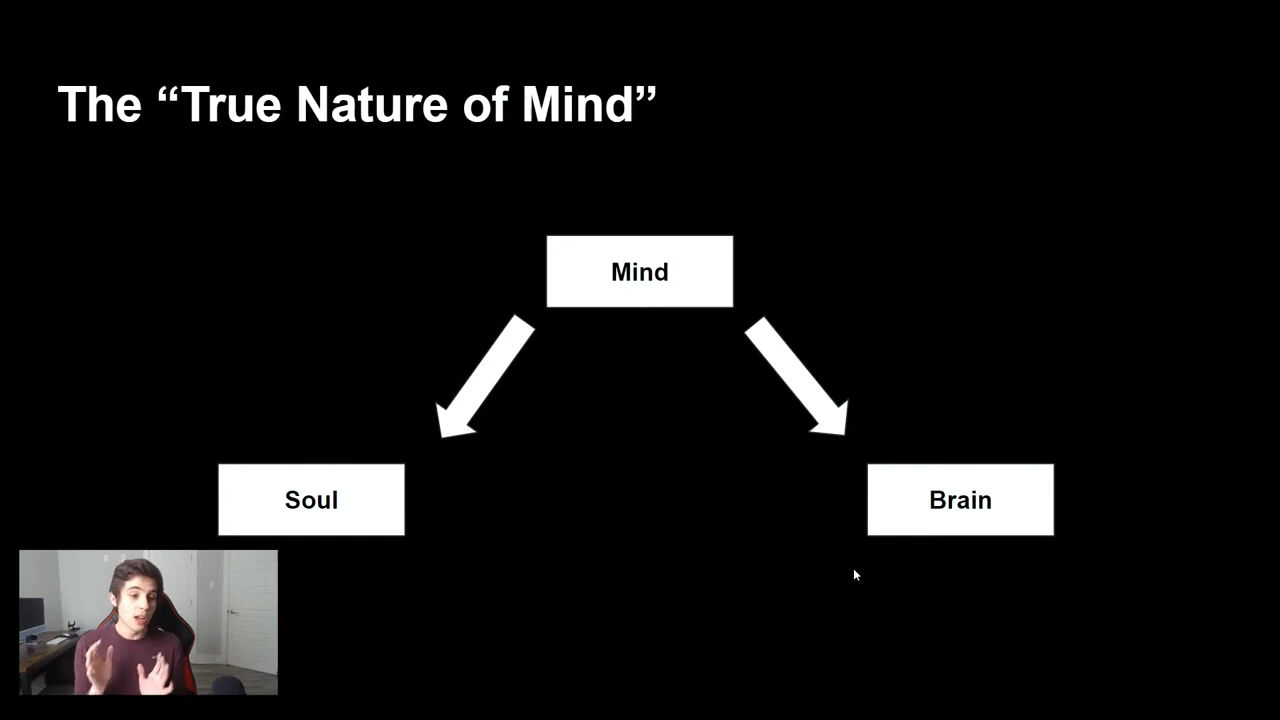 The “True Nature of Mind”
Mind
Soul
Brain